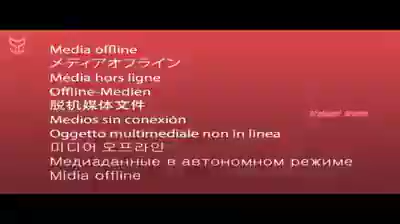 Media offline
メディアオフライン
Média hors ligne
Offline-Medien
脱机媒体文件
Medios sin conexión
Oggetto multimediale non in linea
미디어 오프라인
Медиаданные в автономном режиме
Mídia offline